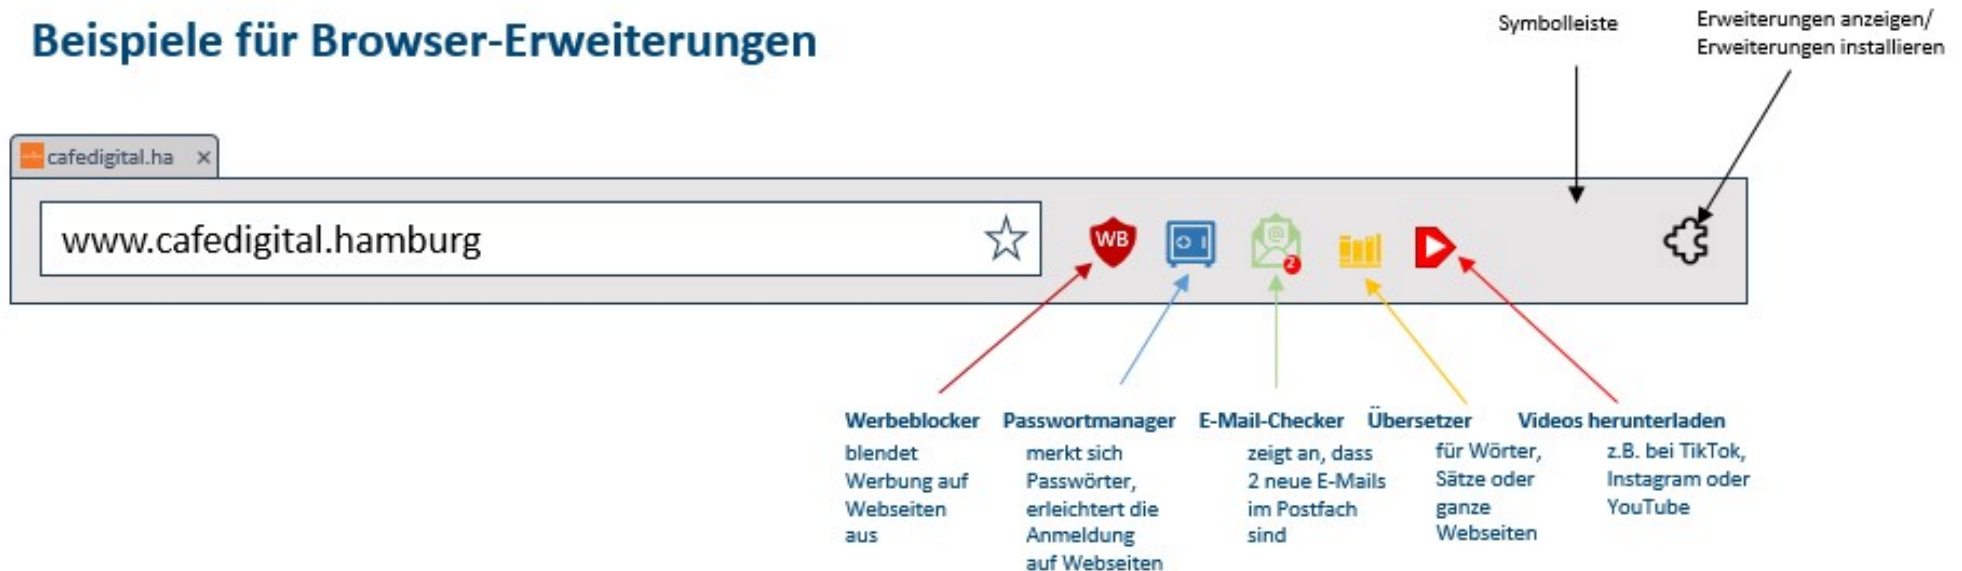 Beispiele für Browser-Erweiterungen
Symbolleiste
Erweiterungen anzeigen/
Erweiterungen installieren
cafedigital.ha ×
www.cafedigital.hamburg
WB
@
2
Werbeblocker
blendet
Werbung auf
Webseiten
aus
Passwortmanager
merkt sich
Passwörter,
erleichtert die
Anmeldung
auf Webseiten
E-Mail-Checker
zeigt an, dass
2 neue E-Mails
im Postfach
sind
Übersetzer
für Wörter,
Sätze oder
ganze
Webseiten
Videos herunterladen
z.B. bei TikTok,
Instagram oder
YouTube